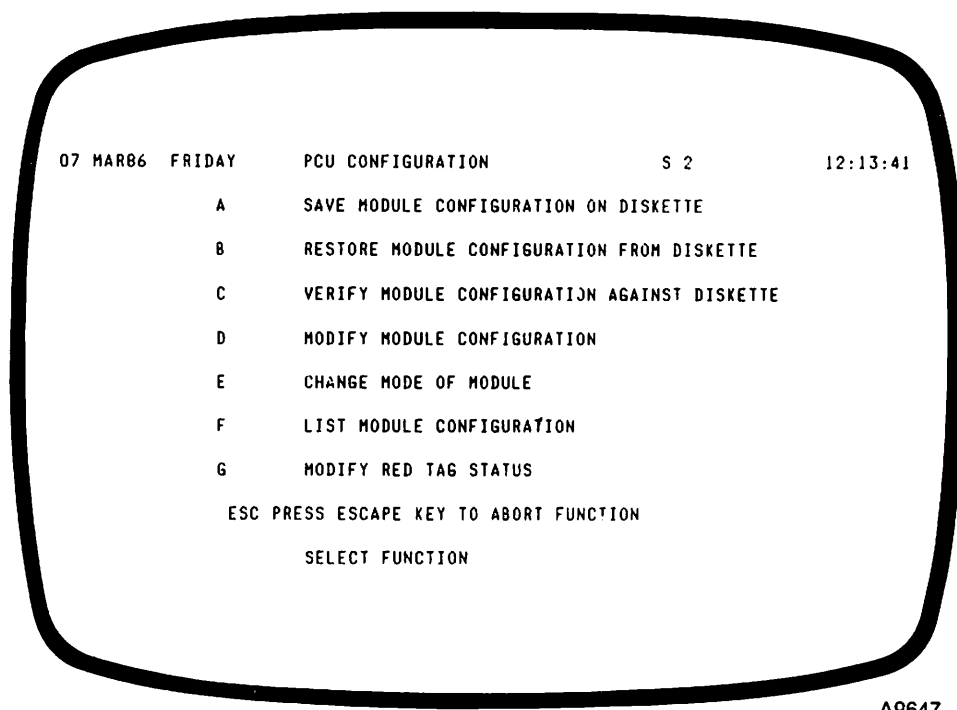 07 MAR86 FRIDAY PCU CONFIGURATION S 2 12:13:41
A SAVE MODULE CONFIGURATION ON DISKETTE
B RESTORE MODULE CONFIGURATION FROM DISKETTE
C VERIFY MODULE CONFIGURATION AGAINST DISKETTE
D MODIFY MODULE CONFIGURATION
E CHANGE MODE OF MODULE
F LIST MODULE CONFIGURATION
G MODIFY RED TAG STATUS
ESC PRESS ESCAPE KEY TO ABORT FUNCTION
SELECT FUNCTION
A9647